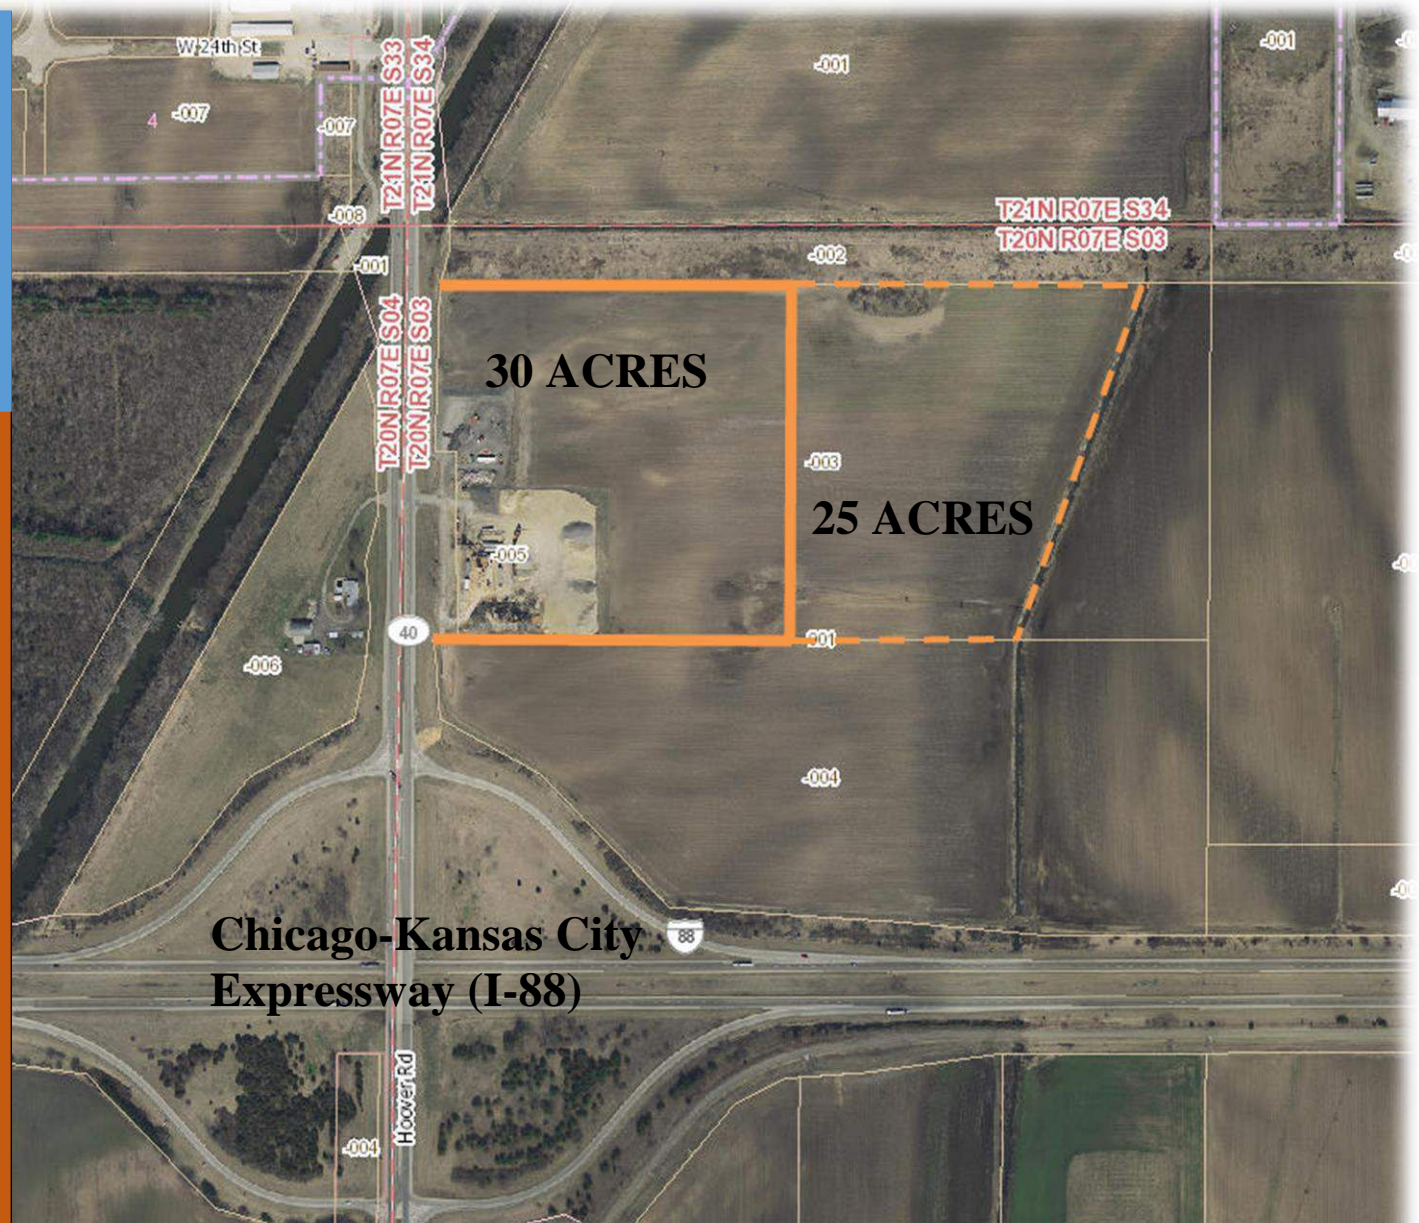 W 24th St
-001
-001
4
-007
-007
T21N R07E S33
T21N R07E S34
-008
T21N R07E S34
T20N R07E S03
-001
-002
T20N R07E S04
T20N R07E S03
30 ACRES
-003
25 ACRES
-005
40
-001
-006
-004
Chicago-Kansas City
Expressway (I-88)
88
Hoover Rd
-004